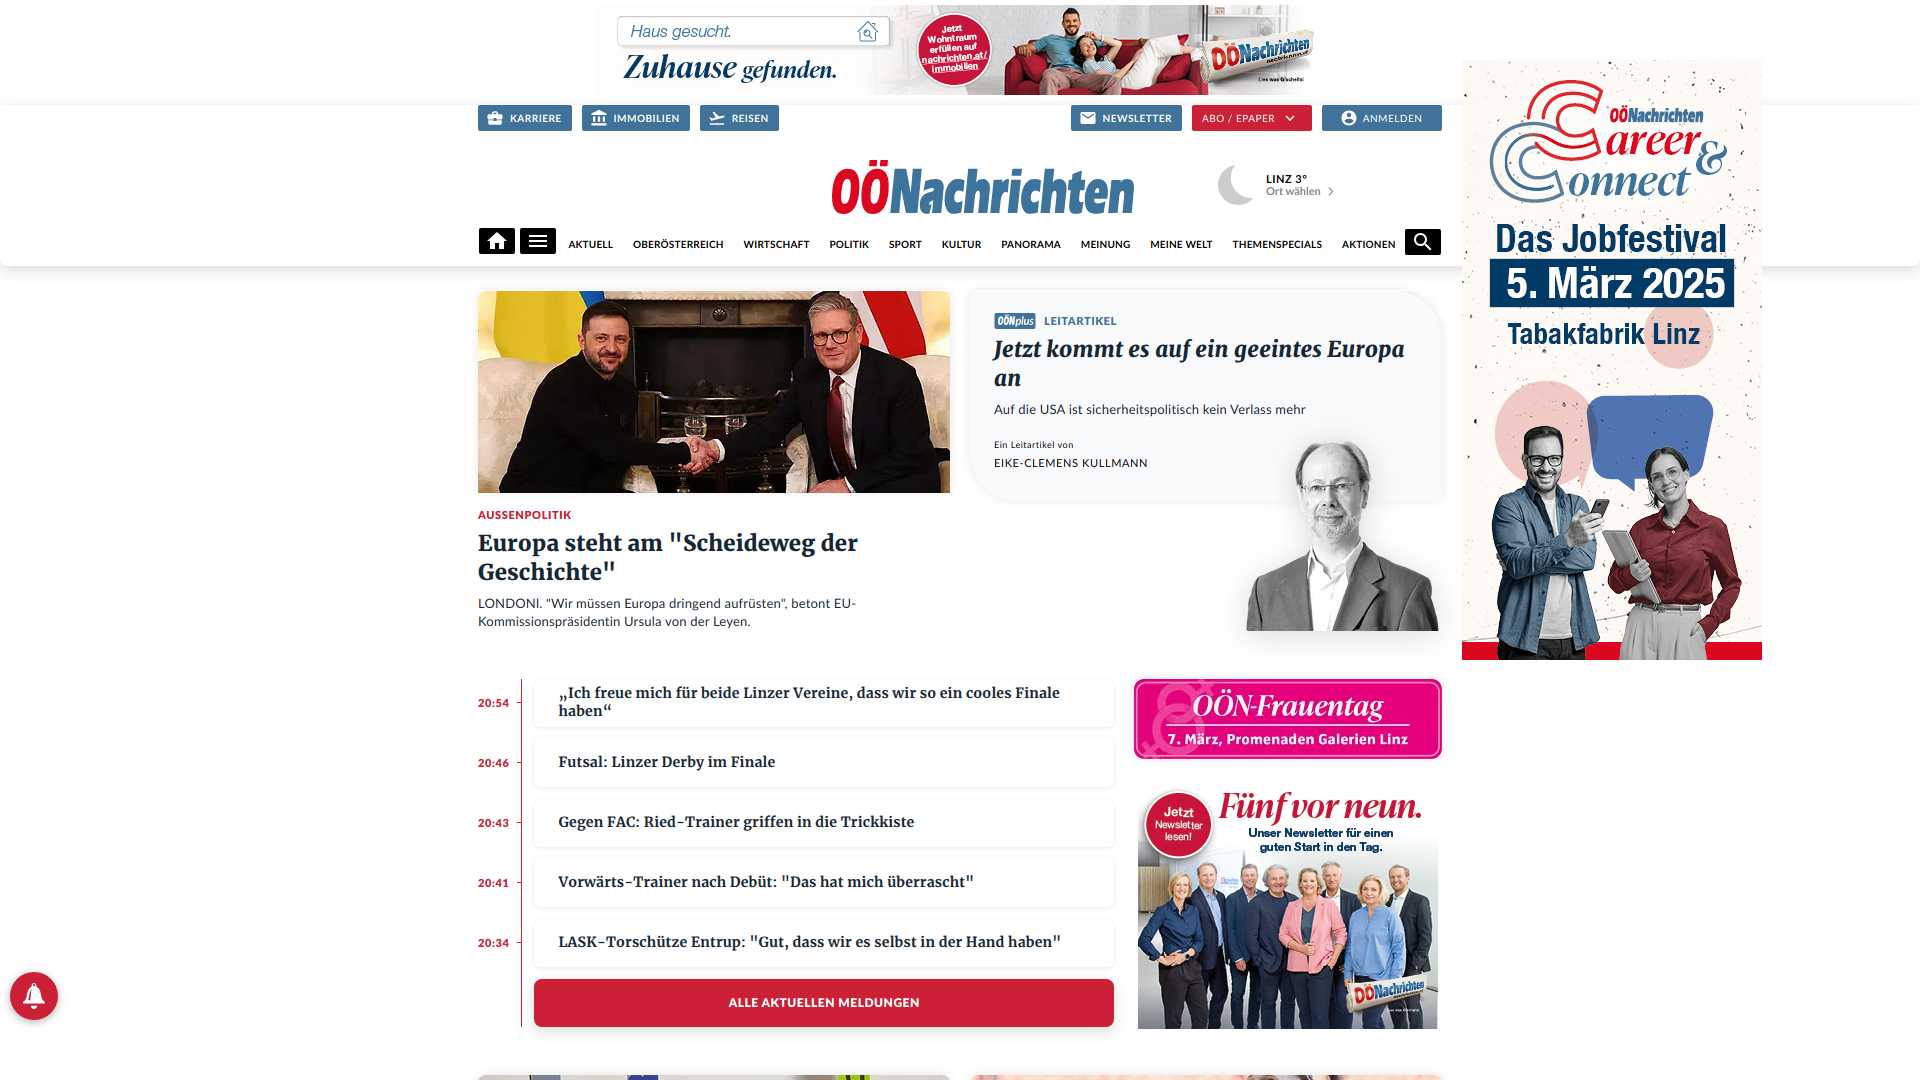 Haus gesucht.
Zuhause gefunden.
Jetzt
Wohntraum
erfüllen auf
nachrichten.at/
immobilien
OÖNachrichten
Lies was G'scheits!
KARRIERE
IMMOBILIEN
REISEN
NEWSLETTER
ABO / EPAPER
ANMELDEN
OÖNachrichten
LINZ 3°
Ort wählen
AKTUELL
OBERÖSTERREICH
WIRTSCHAFT
POLITIK
SPORT
KULTUR
PANORAMA
MEINUNG
MEINE WELT
THEMENSPECIALS
AKTIONEN
OÖNachrichten
Career &
Connect
Das Jobfestival
5. März 2025
Tabakfabrik Linz
AUSSENPOLITIK
Europa steht am "Scheideweg der
Geschichte"
LONDONI. "Wir müssen Europa dringend aufrüsten", betont EU-
Kommissionspräsidentin Ursula von der Leyen.
OÖNplus LEITARTIKEL
Jetzt kommt es auf ein geeintes Europa
an
Auf die USA ist sicherheitspolitisch kein Verlass mehr
Ein Leitartikel von
EIKE-CLEMENS KULLMANN
20:54
„Ich freue mich für beide Linzer Vereine, dass wir so ein cooles Finale
haben“
20:46
Futsal: Linzer Derby im Finale
20:43
Gegen FAC: Ried-Trainer griffen in die Trickkiste
20:41
Vorwärts-Trainer nach Debüt: "Das hat mich überrascht"
20:34
LASK-Torschütze Entrup: "Gut, dass wir es selbst in der Hand haben"
ALLE AKTUELLEN MELDUNGEN
OÖN-Frauentag
7. März, Promenaden Galerien Linz
Jetzt
Newsletter
lesen!
Fünf vor neun.
Unser Newsletter für einen
guten Start in den Tag.
OÖNachrichten